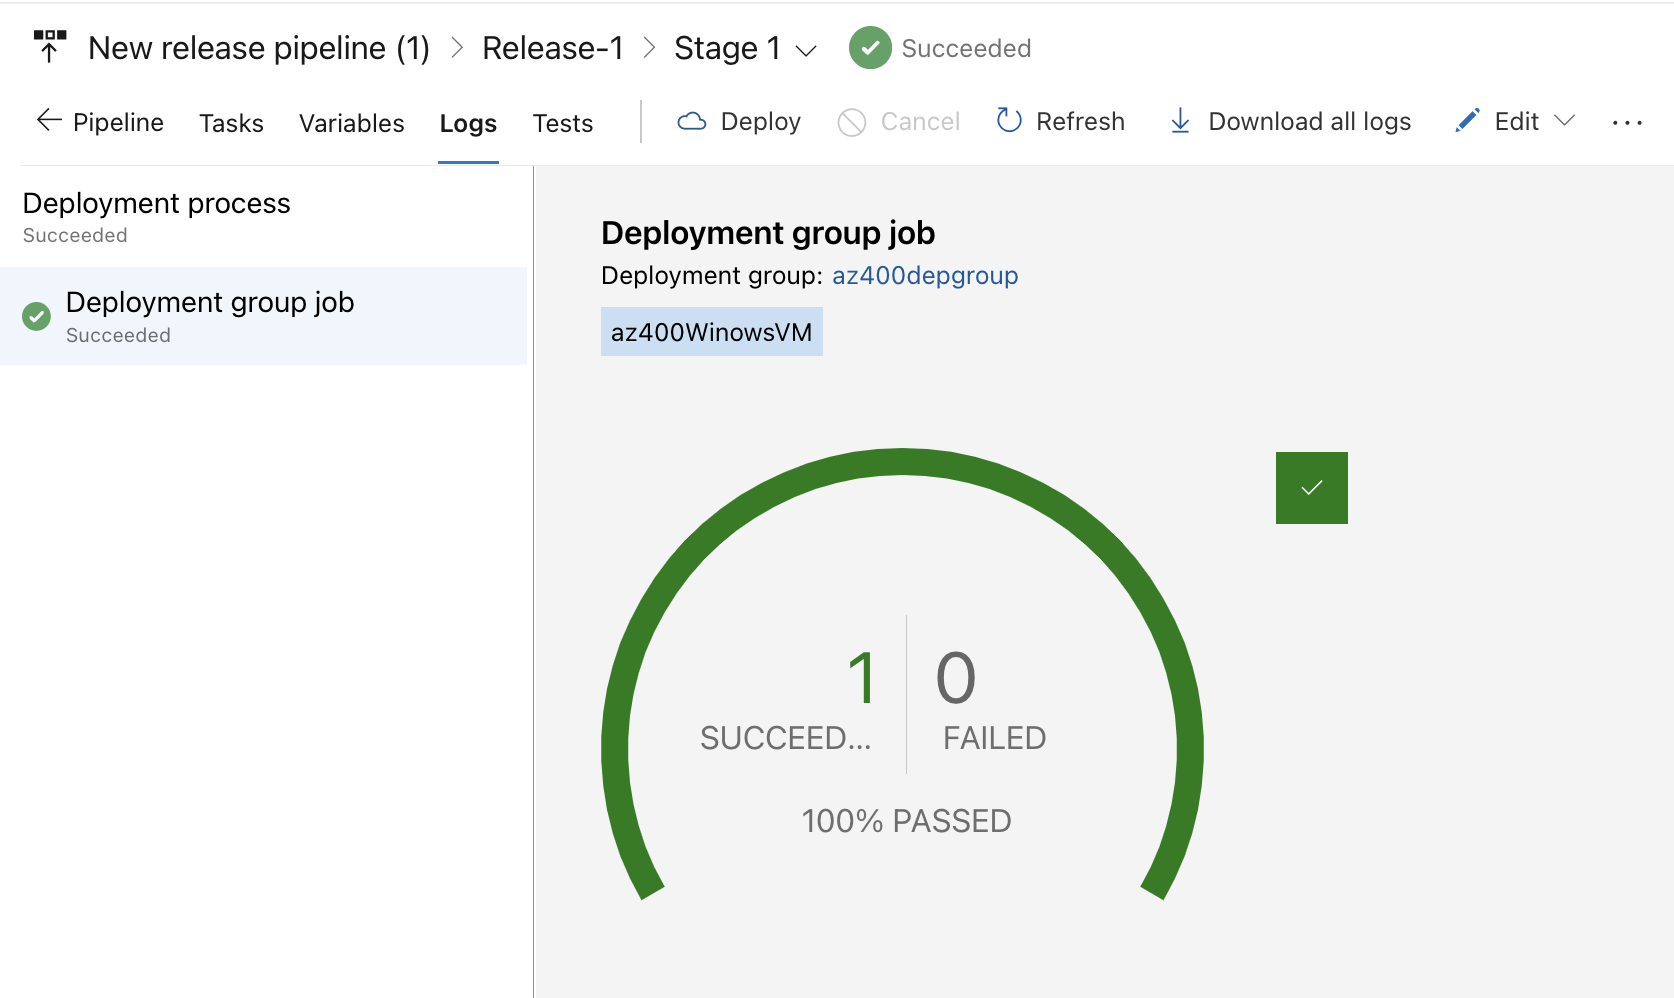 New release pipeline (1) > Release-1 > Stage 1 Succeeded
Pipeline Tasks Variables Logs Tests Deploy Cancel Refresh Download all logs Edit ...
Deployment process
Succeeded
Deployment group job
Succeeded
Deployment group job
Deployment group: az400depgroup
az400WinowsVM
1 0
SUCCEED... FAILED
100% PASSED